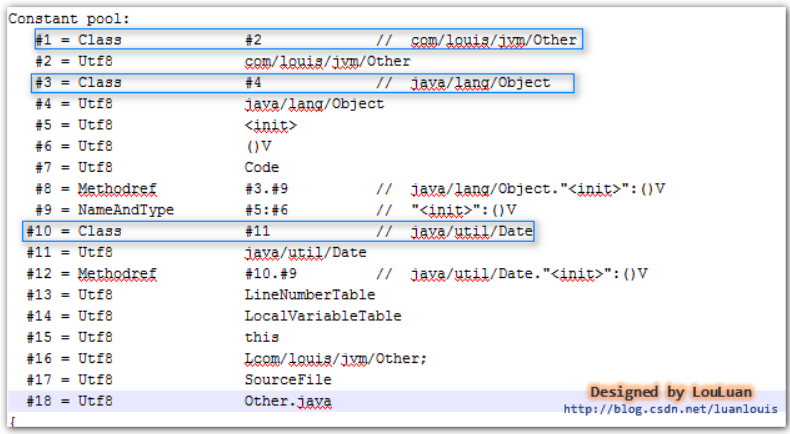 Constant pool:
#1 = Class #2 // com/louis/jvm/Other
#2 = Utf8 com/louis/jvm/Other
#3 = Class #4 // java/lang/Object
#4 = Utf8 java/lang/Object
#5 = Utf8 <init>
#6 = Utf8 ()V
#7 = Utf8 Code
#8 = Methodref #3.#9 // java/lang/Object."<init>":()V
#9 = NameAndType #5:#6 // "<init>":()V
#10 = Class #11 // java/util/Date
#11 = Utf8 java/util/Date
#12 = Methodref #10.#9 // java/util/Date."<init>":()V
#13 = Utf8 LineNumberTable
#14 = Utf8 LocalVariableTable
#15 = Utf8 this
#16 = Utf8 Lcom/louis/jvm/Other;
#17 = Utf8 SourceFile
#18 = Utf8 Other.java
{
Designed by LouLuan
http://blog.csdn.net/luanlouis